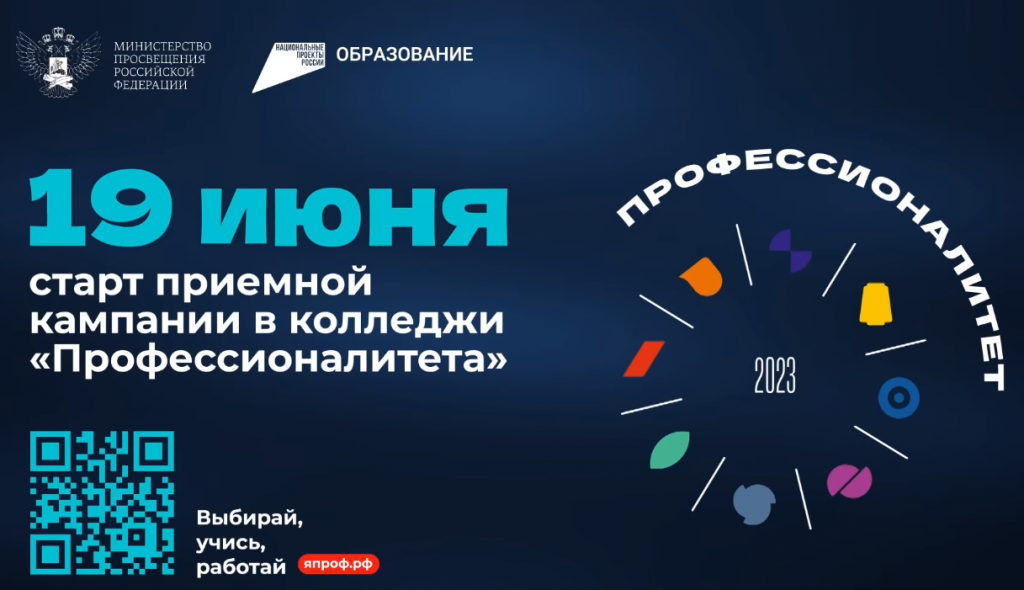 МИНИСТЕРСТВО
ПРОСВЕЩЕНИЯ
РОССИЙСКОЙ
ФЕДЕРАЦИИ
НАЦИОНАЛЬНЫЕ
ПРОЕКТЫ
РОССИИ
ОБРАЗОВАНИЕ
19 июня
старт приемной
кампании в колледжи
«Профессионалитета»
ПРОФЕССИОНАЛИТЕТ
2023
Выбирай,
учись,
работай
япроф.рф